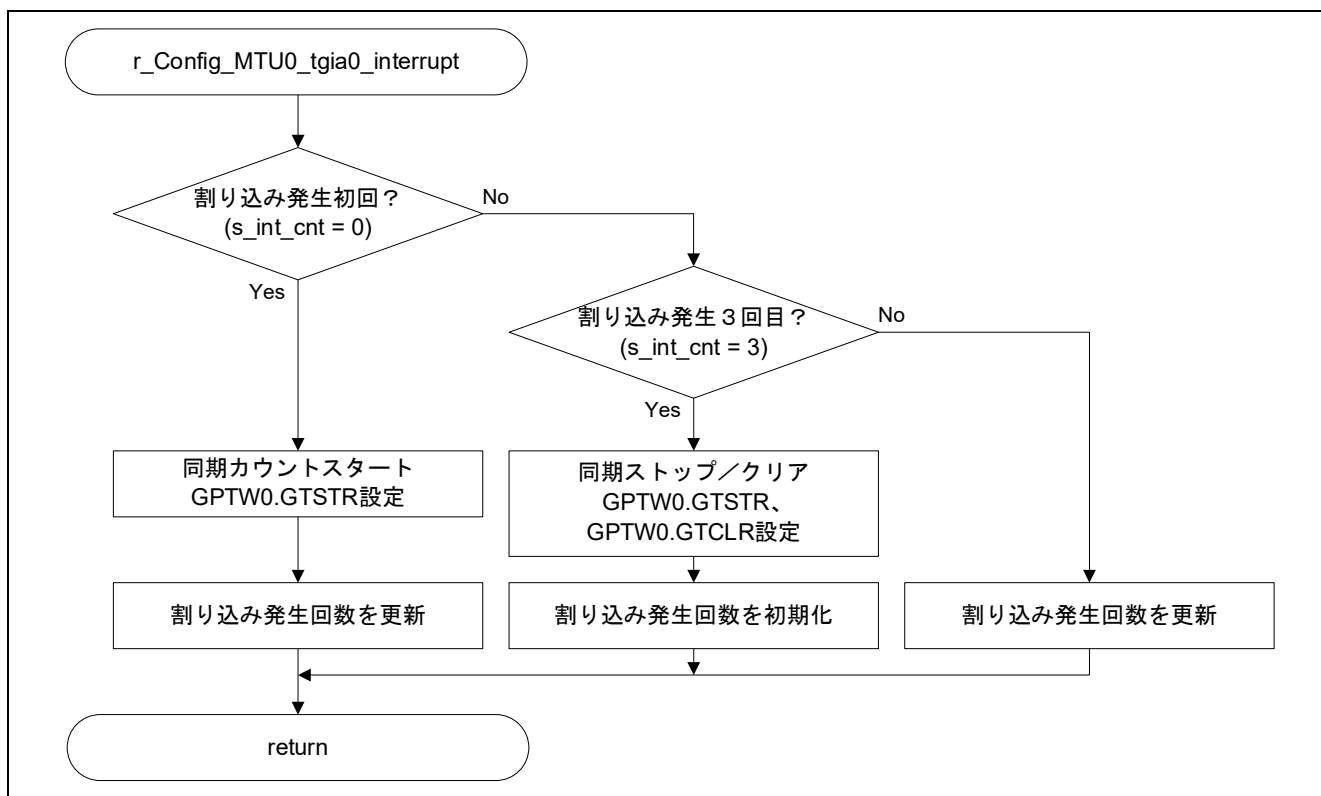 r_Config_MTU0_tgia0_interrupt
割り込み発生初回？
(s_int_cnt = 0)
No
Yes
割り込み発生３回目？
(s_int_cnt = 3)
No
Yes
同期カウントスタート
GPTW0.GTSTR設定
同期ストップ／クリア
GPTW0.GTSTR、
GPTW0.GTCLR設定
割り込み発生回数を更新
割り込み発生回数を初期化
割り込み発生回数を更新
return